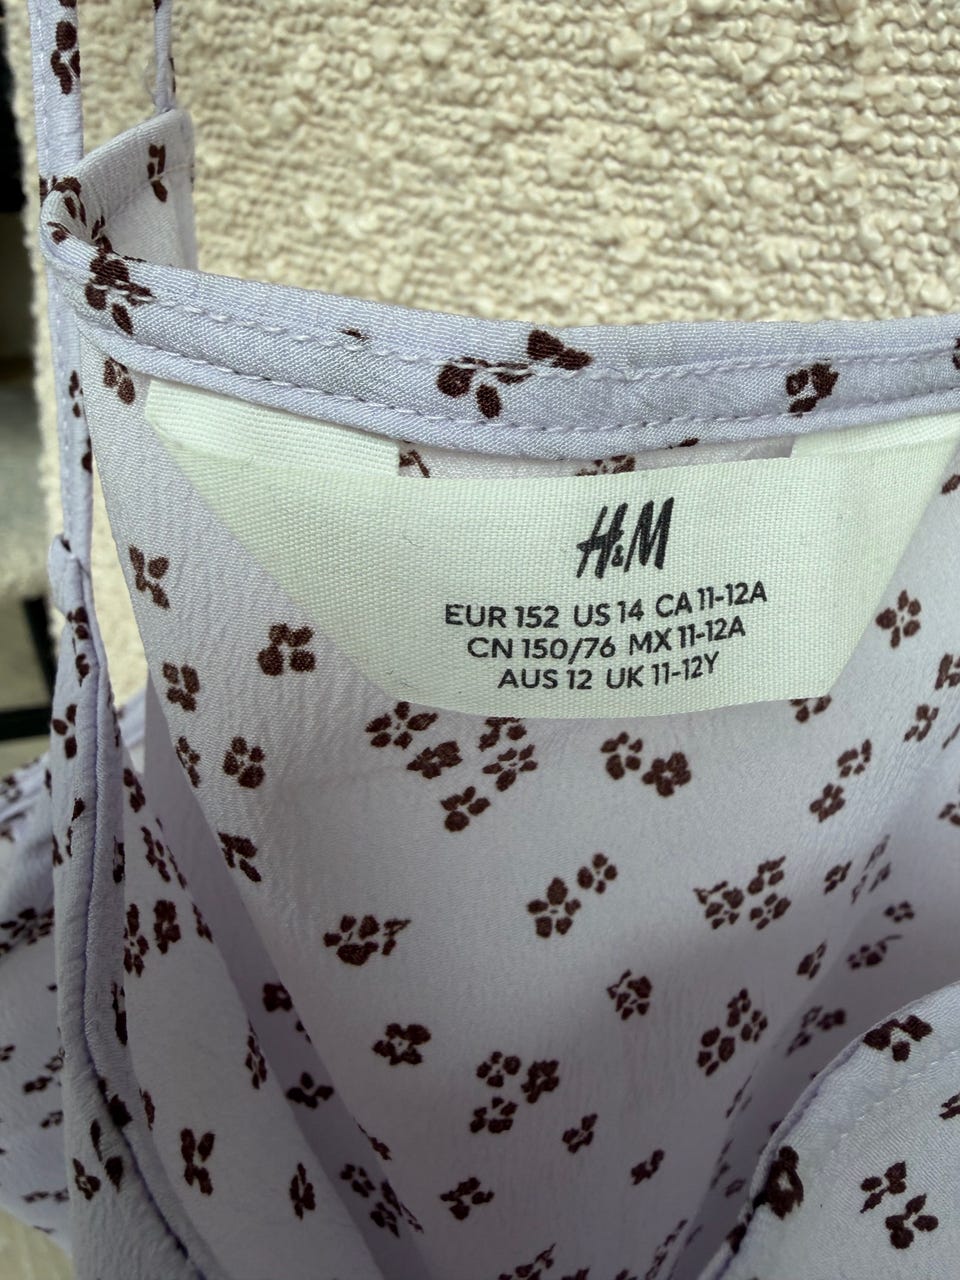 H&M
EUR 152 US 14 CA 11-12A
CN 150/76 MX 11-12A
AUS 12 UK 11-12Y